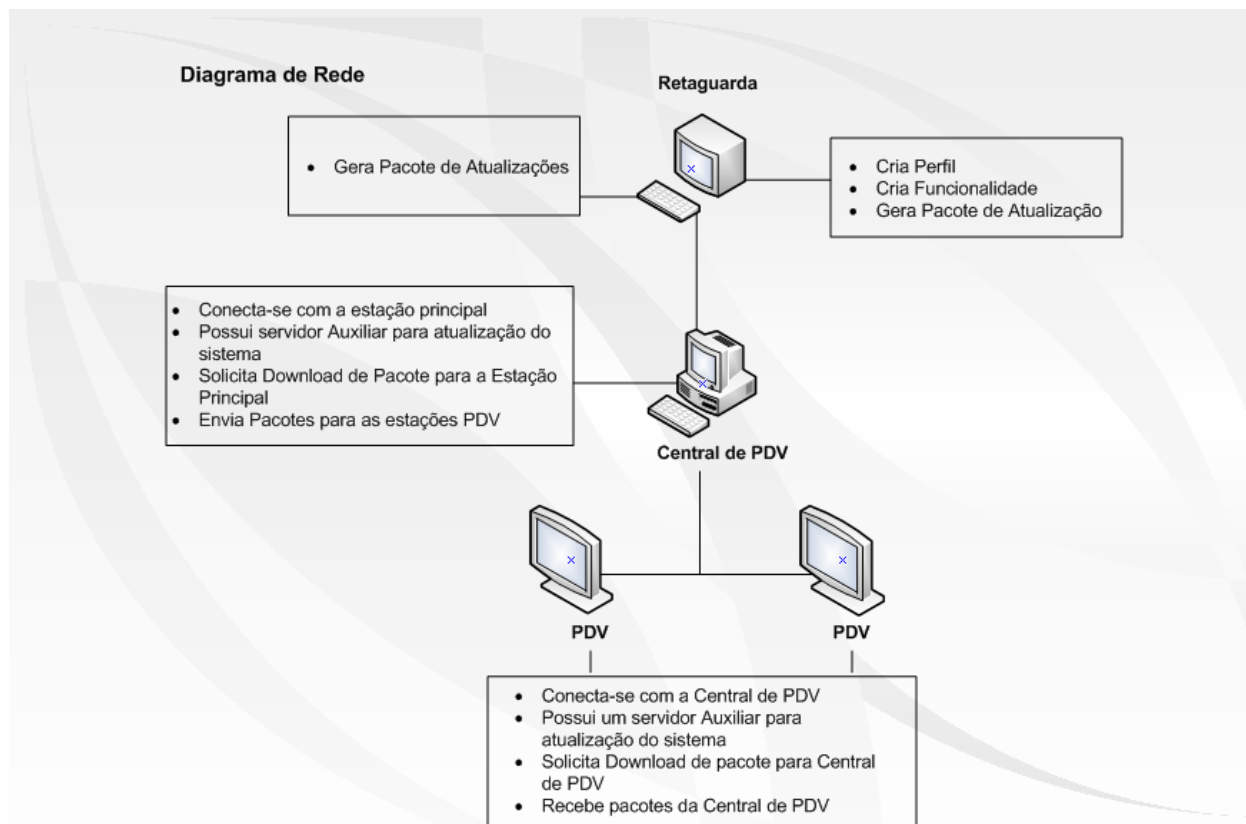 Diagrama de Rede
Retaguarda
• Gera Pacote de Atualizações
• Cria Perfil
• Cria Funcionalidade
• Gera Pacote de Atualização
• Conecta-se com a estação principal
• Possui servidor Auxiliar para atualização do
sistema
• Solicita Download de Pacote para a Estação
Principal
• Envia Pacotes para as estações PDV
Central de PDV
PDV
PDV
• Conecta-se com a Central de PDV
• Possui um servidor Auxiliar para
atualização do sistema
• Solicita Download de pacote para Central
de PDV
• Recebe pacotes da Central de PDV